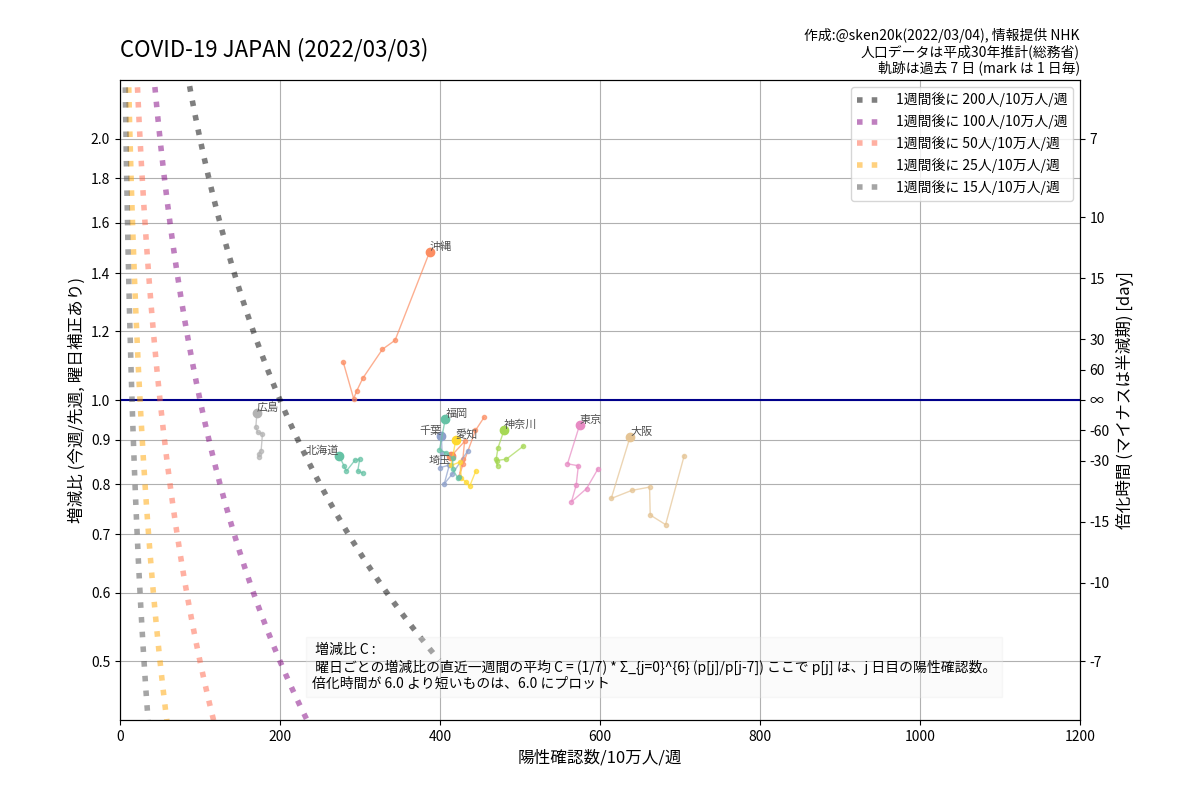 COVID-19 JAPAN (2022/03/03)
作成:@sken20k(2022/03/04), 情報提供 NHK
人口データは平成30年推計(総務省)
軌跡は過去 7 日 (mark は 1 日毎)
1週間後に 200人/10万人/週
1週間後に 100人/10万人/週
1週間後に 50人/10万人/週
1週間後に 25人/10万人/週
1週間後に 15人/10万人/週
増減比 (今週/先週, 曜日補正あり)
2.0
1.8
1.6
1.4
1.2
1.0
0.9
0.8
0.7
0.6
0.5
沖縄
広島
福岡
千葉
愛知
神奈川
東京
大阪
北海道
埼玉
7
10
15
30
60
∞
-60
-30
-15
-10
-7
倍化時間 (マイナスは半減期) [day]
増減比 C :
曜日ごとの増減比の直近一週間の平均 C = (1/7) * Σ_{j=0}^{6} (p[j]/p[j-7]) ここで p[j] は、j 日目の陽性確認数。
倍化時間が 6.0 より短いものは、6.0 にプロット
0 200 400 600 800 1000 1200
陽性確認数/10万人/週